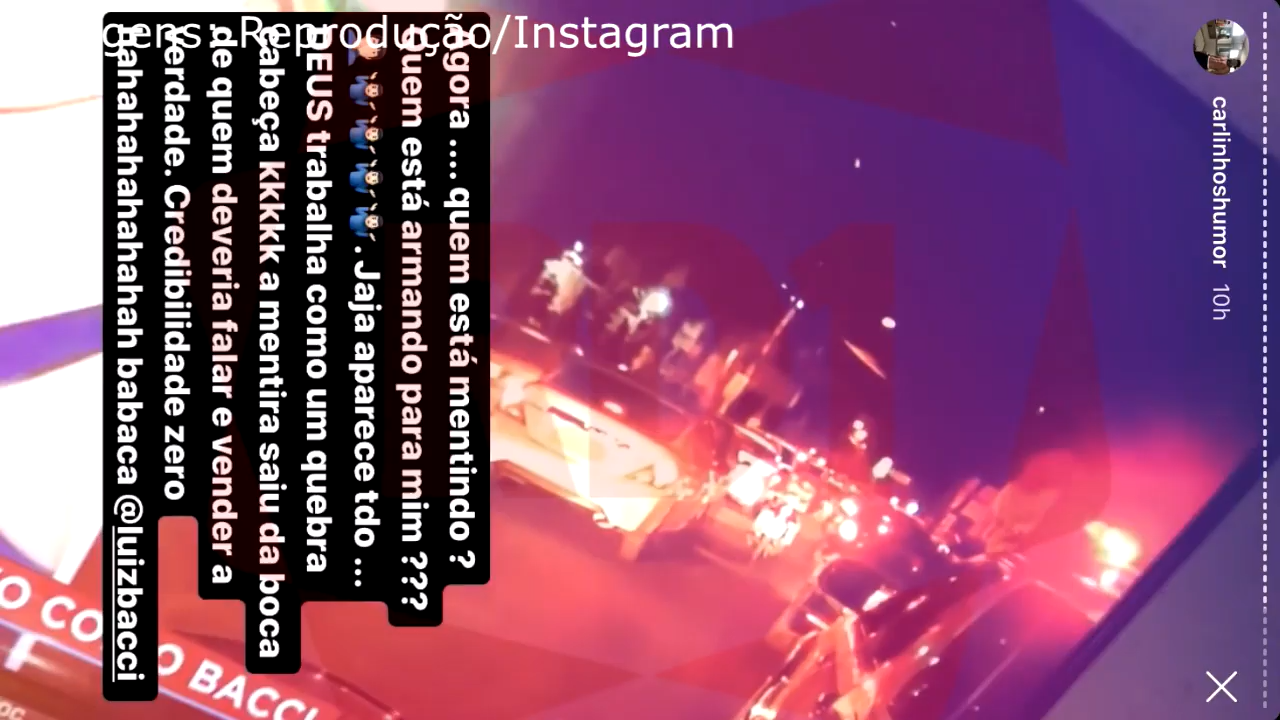 gens: Reprodução/Instagram
carlinhoshumor 10h
Agora ..... quem está mentindo ?
Quem está armando para mim ???
🤷🏻‍♂️🤷🏻‍♂️🤷🏻‍♂️🤷🏻‍♂️🤷🏻‍♂️. Jaja aparece tdo ...
DEUS trabalha como um quebra
cabeça kkkkk a mentira saiu da boca
de quem deveria falar e vender a
verdade. Credibilidade zero
Hahahahahahahahah babaca @luizbacci
BACCI